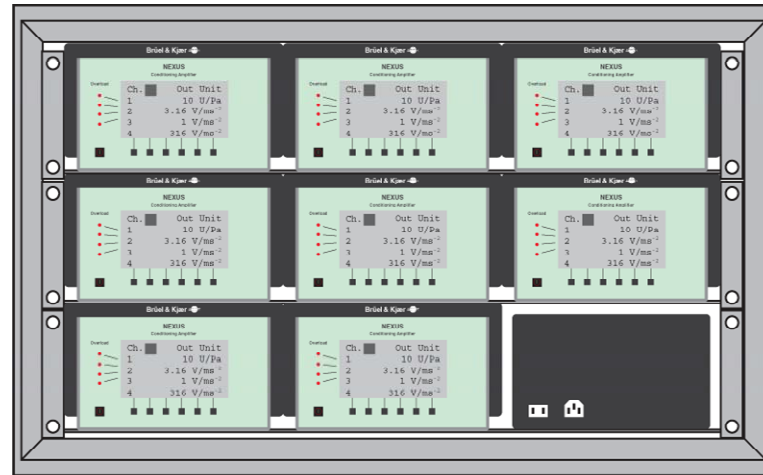 Brüel & Kjær
NEXUS
Conditioning Amplifier
Overload
Ch. Out Unit
1 10 U/Pa
2 3.16 V/ms⁻²
3 1 V/ms⁻²
4 316 V/mo⁻²
Brüel & Kjær
NEXUS
Conditioning Amplifier
Overload
Ch. Out Unit
1 10 U/Pa
2 3.16 V/ms⁻²
3 1 V/ms⁻²
4 316 V/mo⁻²
Brüel & Kjær
NEXUS
Conditioning Amplifier
Overload
Ch. Out Unit
1 10 U/Pa
2 3.16 V/ms⁻²
3 1 V/ms⁻²
4 316 V/mo⁻²
Brüel & Kjær
NEXUS
Conditioning Amplifier
Overload
Ch. Out Unit
1 10 U/Pa
2 3.16 V/ms⁻²
3 1 V/ms⁻²
4 316 V/ms⁻²
Brüel & Kjær
NEXUS
Conditioning Amplifier
Overload
Ch. Out Unit
1 10 U/Pa
2 3.16 V/ms⁻²
3 1 V/ms⁻²
4 316 V/ms⁻²
Brüel & Kjær
NEXUS
Conditioning Amplifier
Overload
Ch. Out Unit
1 10 U/Pa
2 3.16 V/ms⁻²
3 1 V/ms⁻²
4 316 V/ms⁻²
Brüel & Kjær
NEXUS
Conditioning Amplifier
Overload
Ch. Out Unit
1 10 U/Pa
2 3.16 V/ms⁻²
3 1 V/ms⁻²
4 316 V/ms⁻²
Brüel & Kjær
NEXUS
Conditioning Amplifier
Overload
Ch. Out Unit
1 10 U/Pa
2 3.16 V/ms⁻²
3 1 V/ms⁻²
4 316 V/ms⁻²